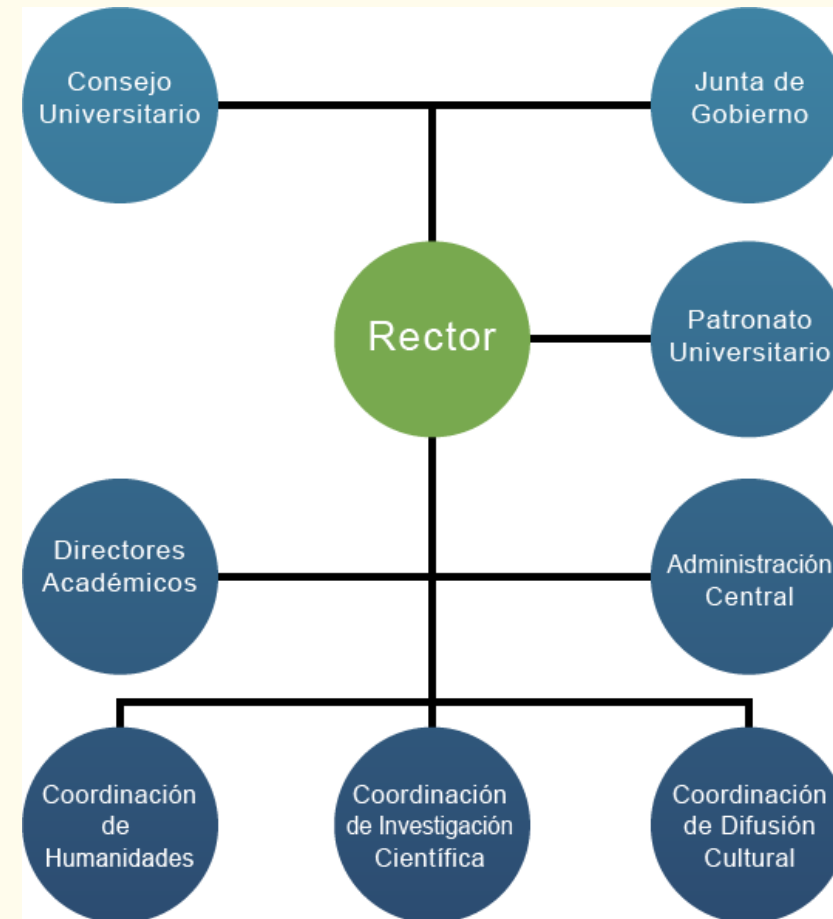 Consejo
Universitario
Junta de
Gobierno
Rector
Patronato
Universitario
Directores
Académicos
Administración
Central
Coordinación
de
Humanidades
Coordinación
de Investigación
Científica
Coordinación
de Difusión
Cultural